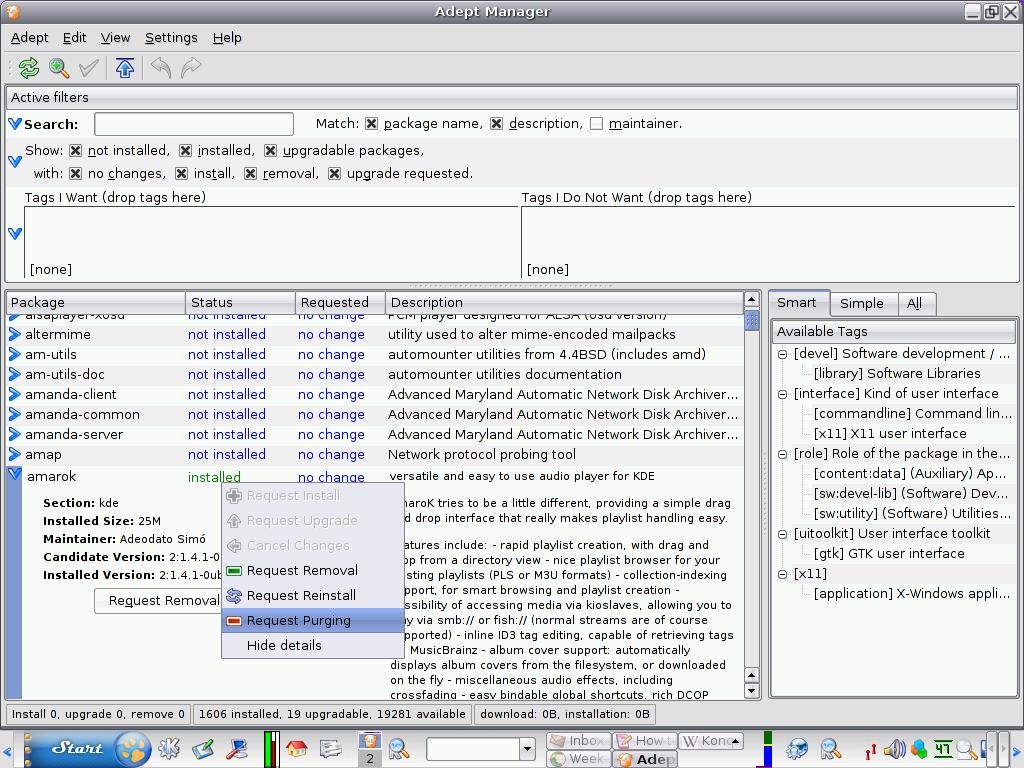 Adept Manager
Adept Edit View Settings Help
Active filters
Search: Match: package name, description, maintainer.
Show: not installed, installed, upgradable packages,
with: no changes, install, removal, upgrade requested.
Tags I Want (drop tags here) Tags I Do Not Want (drop tags here)
[none] [none]
Package Status Requested Description
alsaplayer-xosd not installed no change PCM player designed for ALSA (osd version)
altermime not installed no change utility used to alter mime-encoded mailpacks
am-utils not installed no change automounter utilities from 4.4BSD (includes amd)
am-utils-doc not installed no change automounter utilities documentation
amanda-client not installed no change Advanced Maryland Automatic Network Disk Archiver...
amanda-common not installed no change Advanced Maryland Automatic Network Disk Archiver...
amanda-server not installed no change Advanced Maryland Automatic Network Disk Archiver...
amap not installed no change Network protocol probing tool
amarok installed no change versatile and easy to use audio player for KDE
Section: kde
Installed Size: 25M
Maintainer: Adeodato Simó
Candidate Version: 2:1.4.1-0
Installed Version: 2:1.4.1-0ub
Request Removal
Request Install
Request Upgrade
Cancel Changes
Request Removal
Request Reinstall
Request Purging
Hide details
maroK tries to be a little different, providing a simple drag
d drop interface that really makes playlist handling easy.
eatures include: - rapid playlist creation, with drag and
op from a directory view - nice playlist browser for your
sting playlists (PLS or M3U formats) - collection-indexing
pport, for smart browsing and playlist creation -
ssibility of accessing media via kioslaves, allowing you to
y via smb:// or fish:// (normal streams are of course
pported) - inline ID3 tag editing, capable of retrieving tags
MusicBrainz - album cover support: automatically
displays album covers from the filesystem, or downloaded
on the fly - miscellaneous audio effects, including
crossfading - easy bindable global shortcuts, rich DCOP
Smart Simple All
Available Tags
[devel] Software development / ...
[library] Software Libraries
[interface] Kind of user interface
[commandline] Command lin...
[x11] X11 user interface
[role] Role of the package in the...
[content:data] (Auxiliary) Ap...
[sw:devel-lib] (Software) Dev...
[sw:utility] (Software) Utilities...
[uitoolkit] User interface toolkit
[gtk] GTK user interface
[x11]
[application] X-Windows appli...
Install 0, upgrade 0, remove 0 1606 installed, 19 upgradable, 19281 available download: 0B, installation: 0B
Start 2 Inbox How t Kon 47
Week Adep